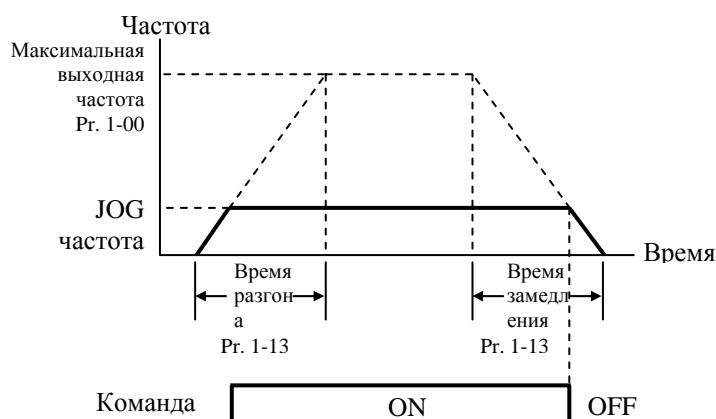 Частота
Максимальная
выходная
частота
Pr. 1-00
JOG
частота
Время
Время
разгон
а
Pr. 1-13
Время
замедл
ения
Pr. 1-13
Команда
ON
OFF